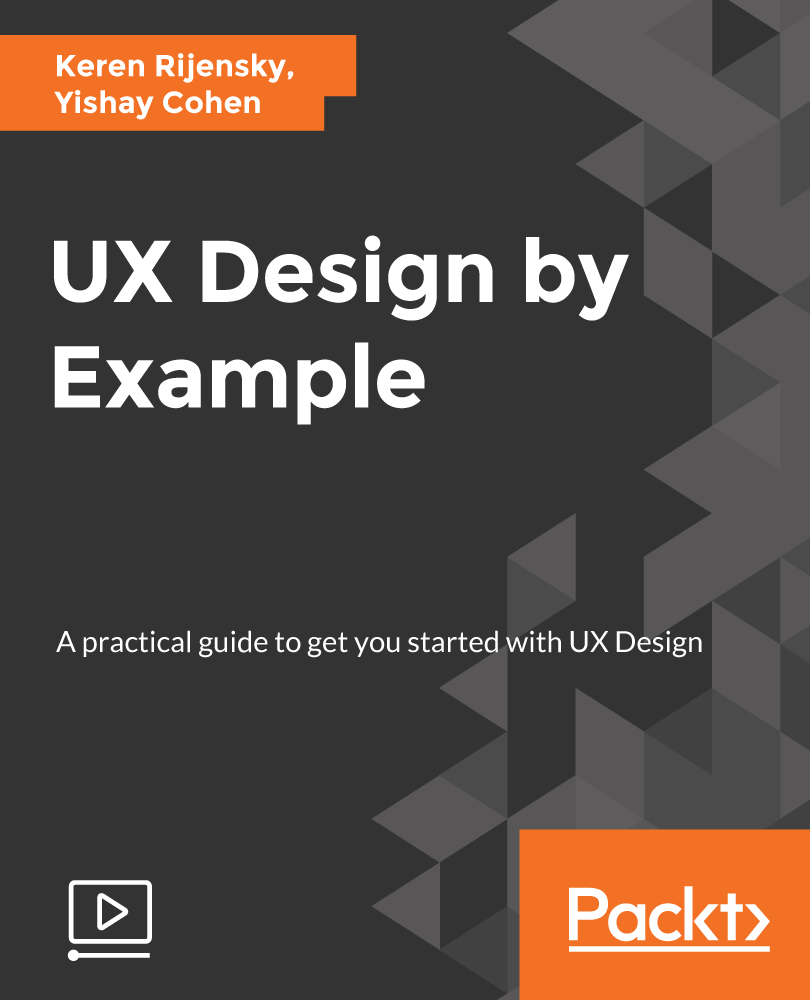 Keren Rijensky,
Yishay Cohen
UX Design by
Example
A practical guide to get you started with UX Design
Packt>